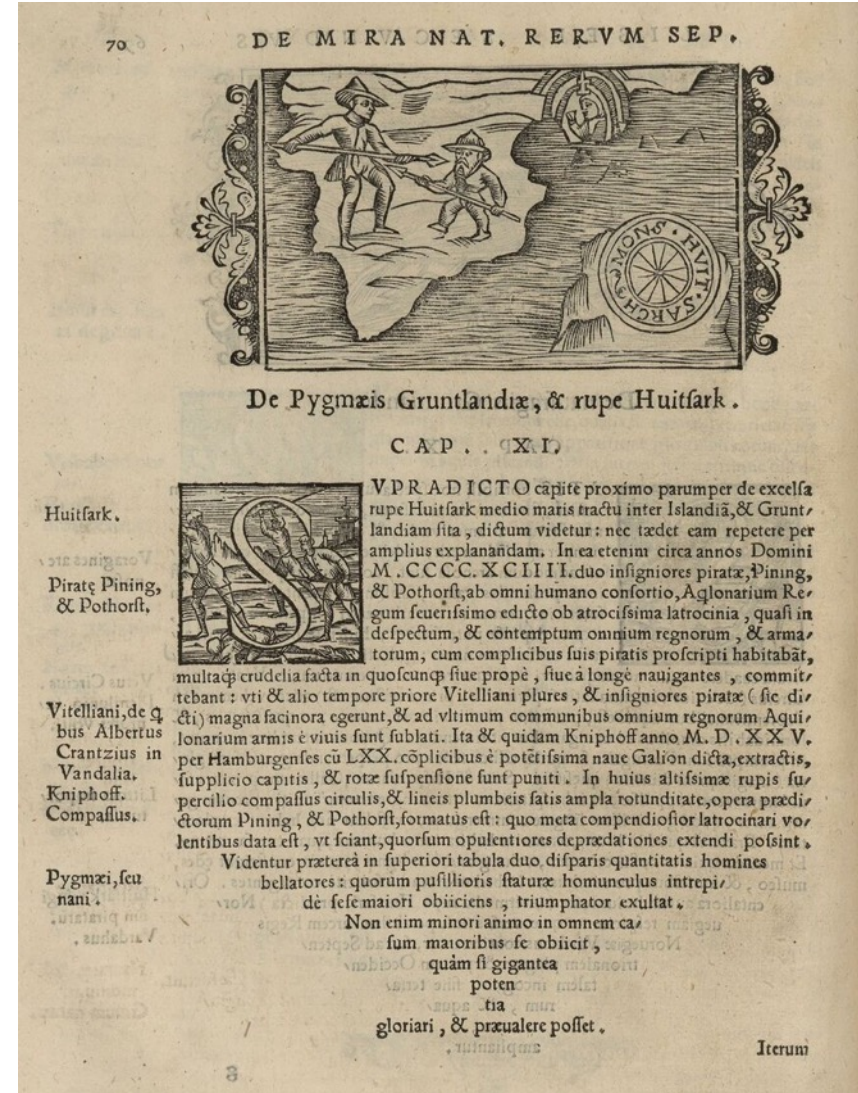 70
DE MIRA NAT. RERVM SEP.
MONS · HUIT · SARCH
De Pygmæis Gruntlandiæ, & rupe Huitſark.
CAP. . XI.
Huitſark.
Piratę Pining,
& Pothorſt.
Vitelliani, de q̃
bus Albertus
Crantzius in
Vandalia.
Kniphoff.
Compaſſus.
Pygmæi, ſeu
nani.
SVPRADICTO capite proximo parumper de excelſa
rupe Huitſark medio maris tractu inter Islandiã, & Grunt/
landiam ſita, dictum videtur: nec tædet eam repetere per
amplius explanandam. In ea etenim circa annos Domini
M. CCCC. XCIIII. duo inſigniores piratæ, Pining,
& Pothorſt, ab omni humano conſortio, Aqlonarium Re/
gum ſeueriſsimo edicto ob atrociſsima latrocinia, quaſi in
deſpectum, & contemptum omnium regnorum, & arma/
torum, cum complicibus ſuis piratis proſcripti habitabãt,
multaq́; crudelia facta in quoſcunq́; ſiue propè, ſiue à longè nauigantes, commit/
tebant: vti & alio tempore priore Vitelliani plures, & inſigniores piratæ (ſic di/
cti) magna facinora egerunt, & ad vltimum communibus omnium regnorum Aqui/
lonarium armis è viuis ſunt ſublati. Ita & quidam Kniphoff anno M. D. XXV.
per Hamburgenſes cũ LXX. cõplicibus è potẽtiſsima naue Galion dicta, extractis,
ſupplicio capitis, & rotæ ſuſpenſione ſunt puniti. In huius altiſsimæ rupis ſu/
percilio compaſſus circulis, & lineis plumbeis ſatis ampla rotunditate, opera prædi/
ctorum Pining, & Pothorſt, formatus eſt: quo meta compendioſior latrocinari vo/
lentibus data eſt, vt ſciant, quorſum opulentiores deprædationes extendi poſsint.
Videntur præterea in ſuperiori tabula duo diſparis quantitatis homines
bellatores: quorum puſillioris ſtaturæ homunculus intrepi/
dè ſeſe maiori obiiciens, triumphator exultat.
Non enim minori animo in omnem ca/
ſum maioribus ſe obiicit,
quàm ſi gigantea
poten
tia
gloriari, & præualere poſſet.
Iterum